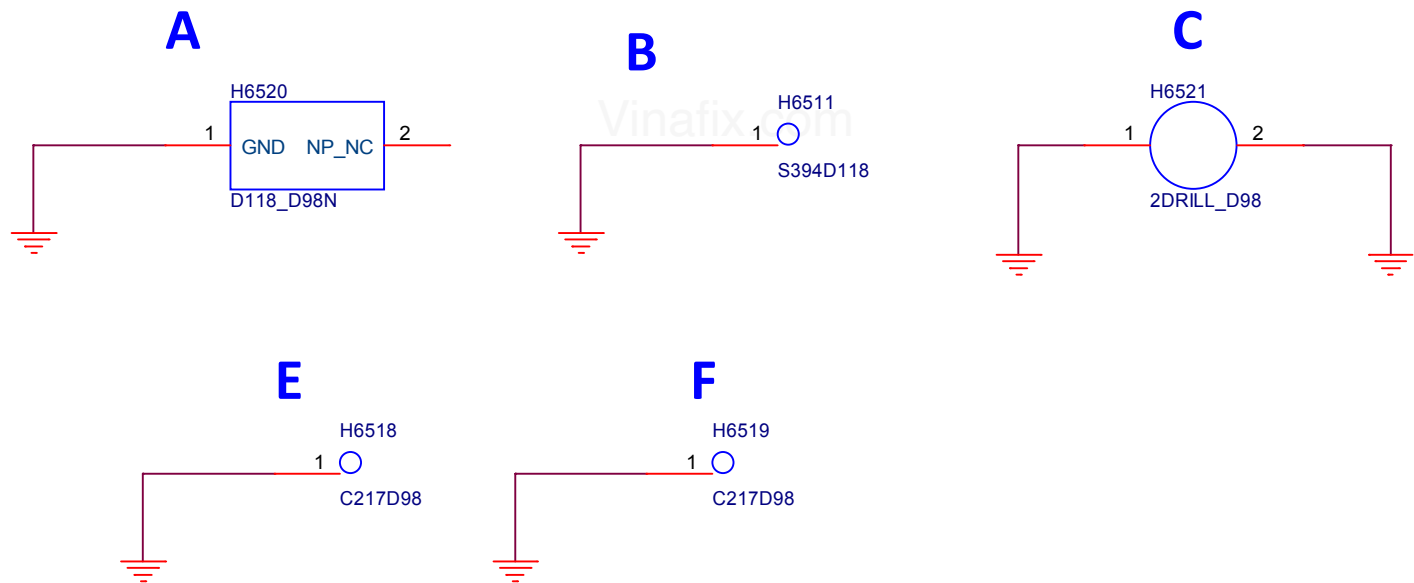 A
H6520
1
GND
NP_NC
2
D118_D98N
B
Vinafix.com
H6511
1
S394D118
C
H6521
1
2
2DRILL_D98
E
H6518
1
C217D98
F
H6519
1
C217D98